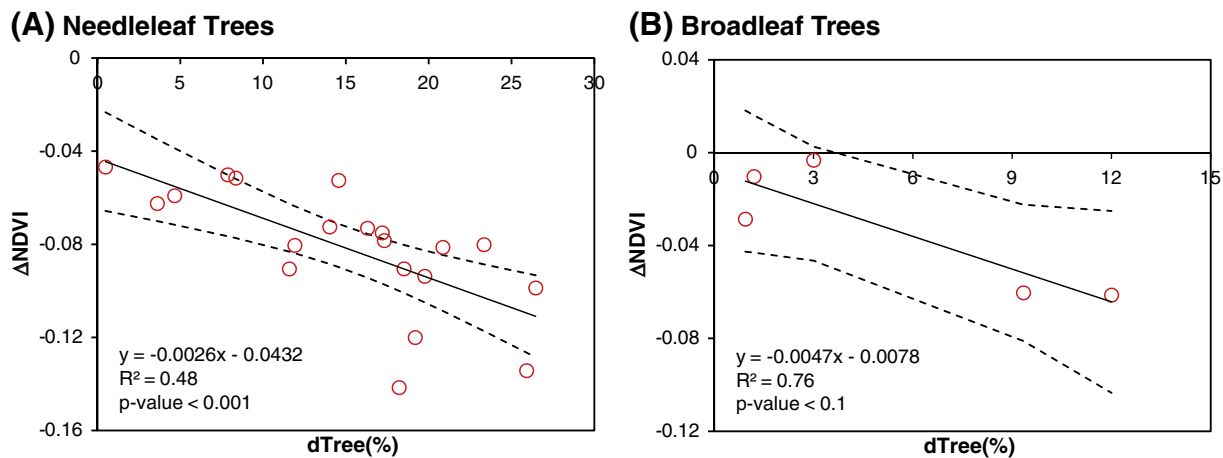 (A) Needleleaf Trees
0
0 5 10 15 20 25 30
-0.04
-0.08
-0.12
-0.16
ΔNDVI
y = -0.0026x - 0.0432
R² = 0.48
p-value < 0.001
dTree(%)
(B) Broadleaf Trees
0.04
0
0 3 6 9 12 15
-0.04
-0.08
-0.12
ΔNDVI
y = -0.0047x - 0.0078
R² = 0.76
p-value < 0.1
dTree(%)